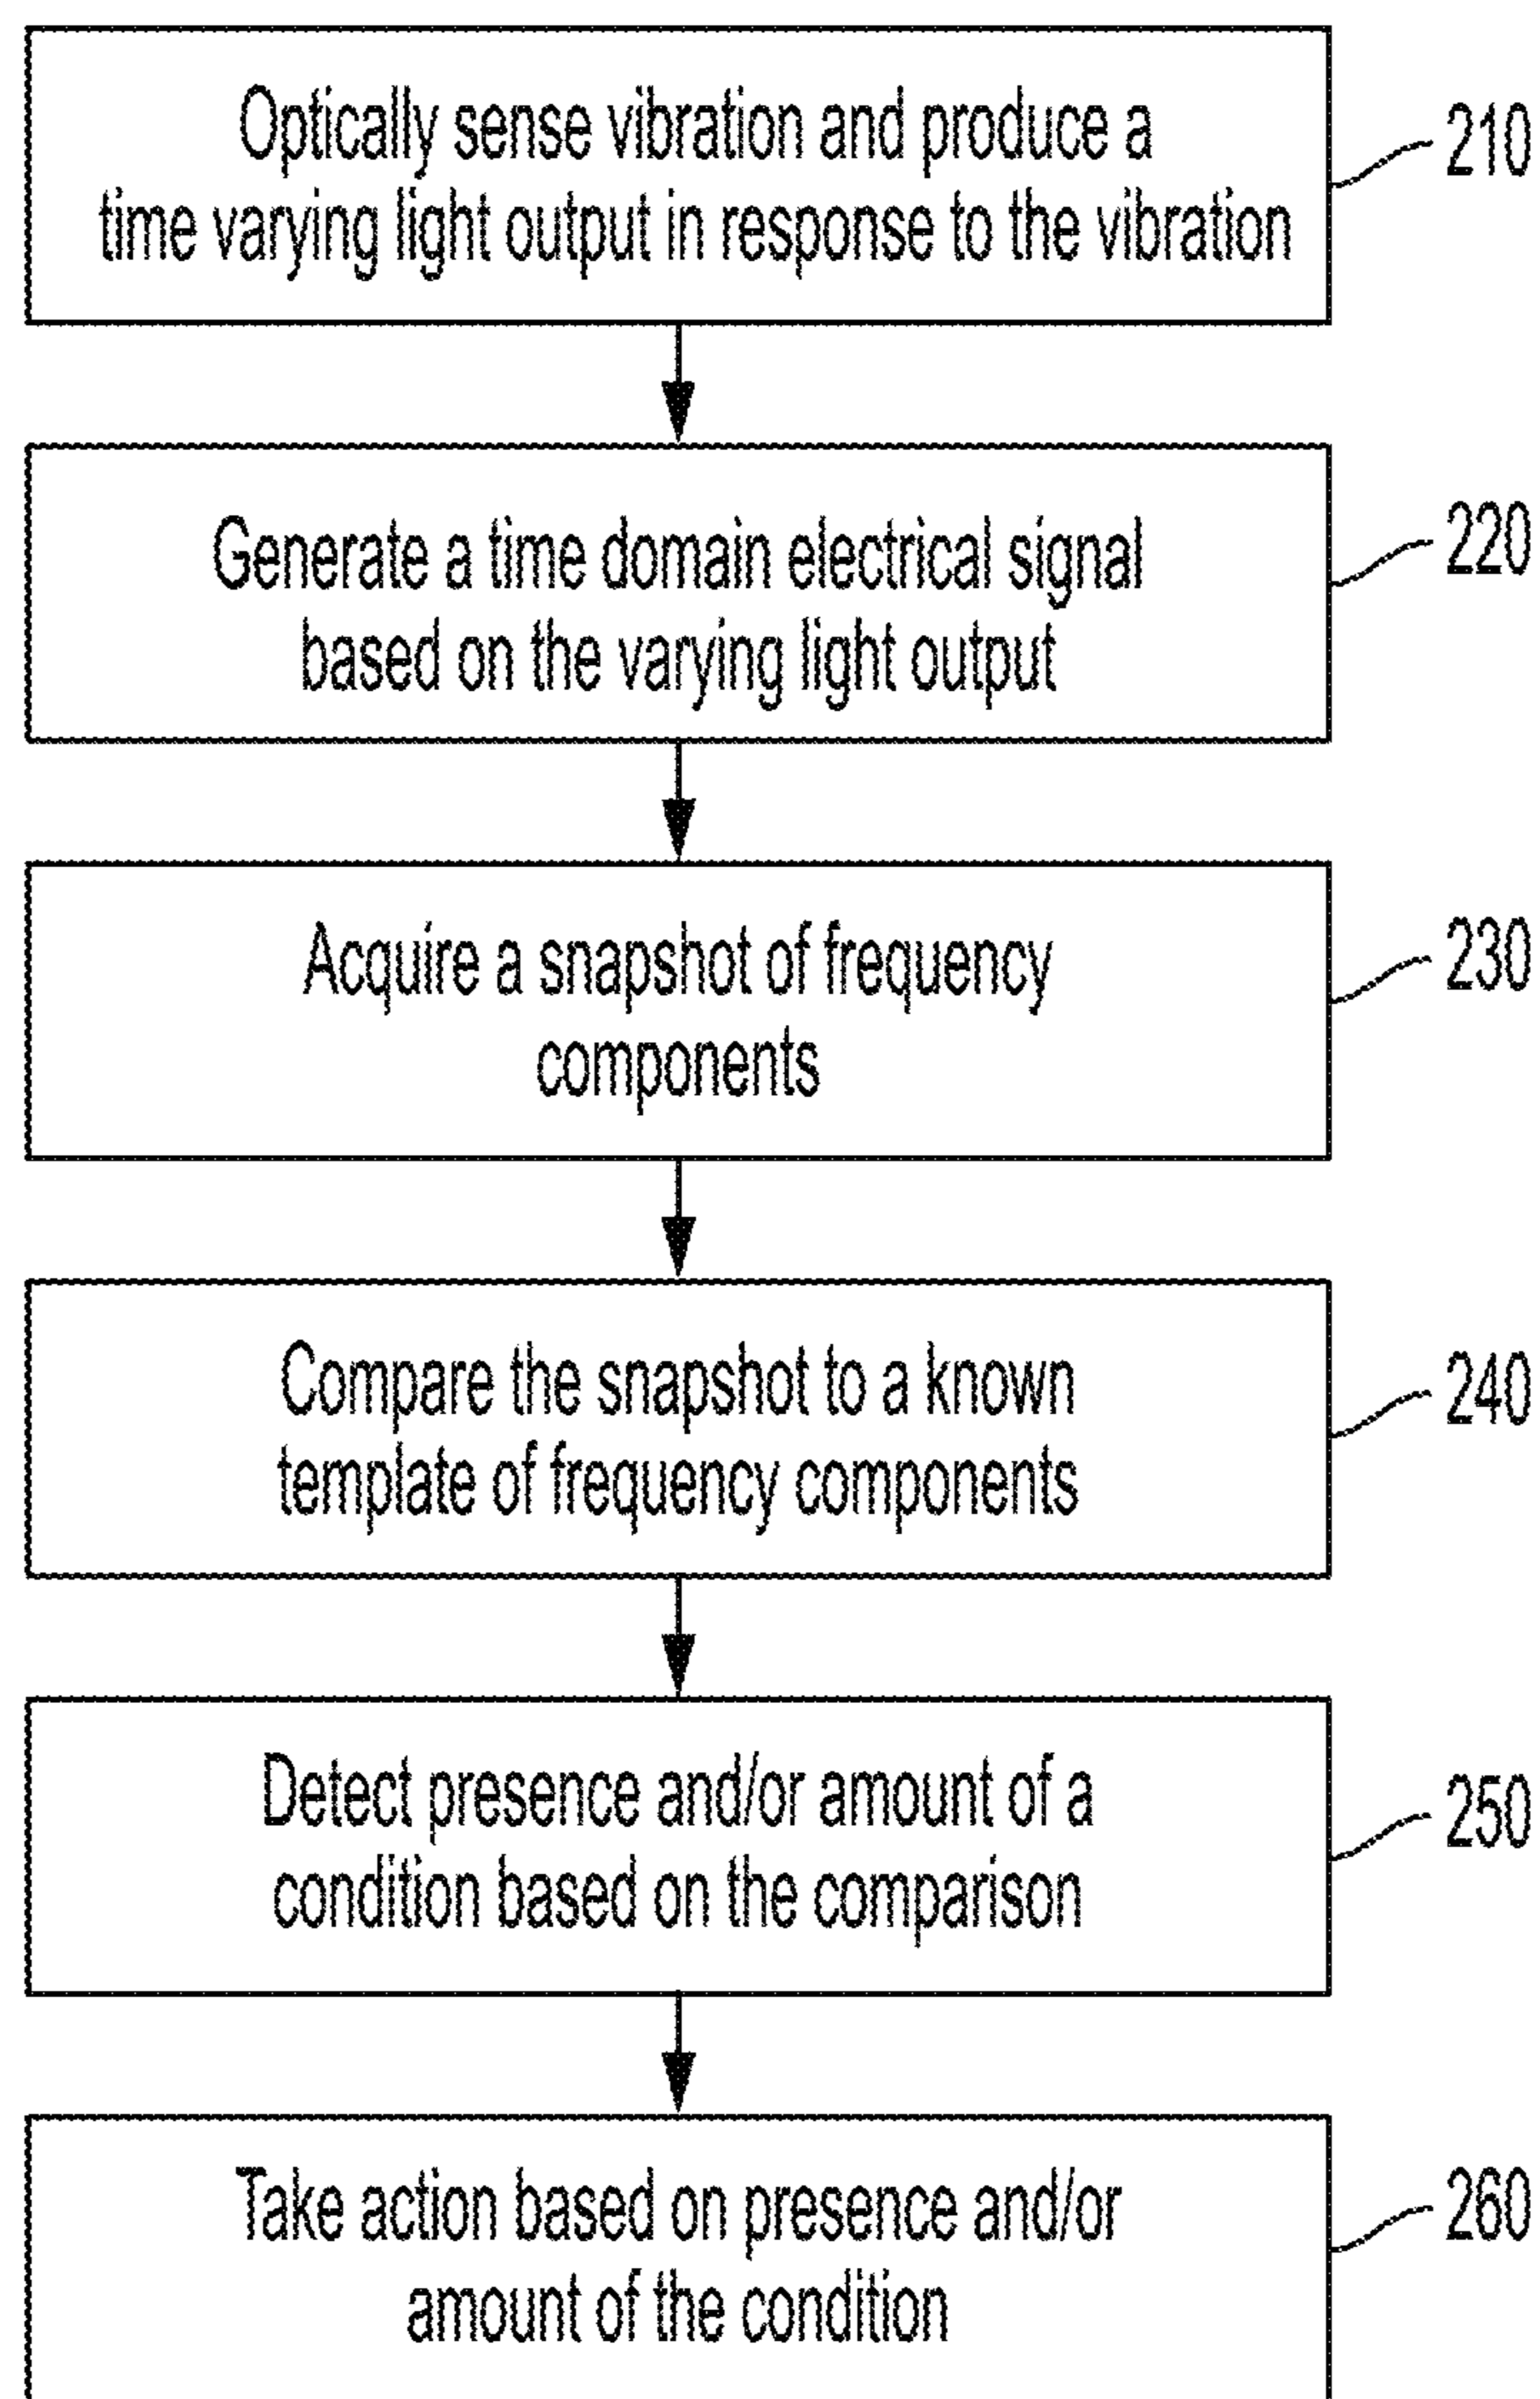 Optically sense vibration and produce a
time varying light output in response to the vibration
210
Generate a time domain electrical signal
based on the varying light output
220
Acquire a snapshot of frequency
components
230
Compare the snapshot to a known
template of frequency components
240
Detect presence and/or amount of a
condition based on the comparison
250
Take action based on presence and/or
amount of the condition
260